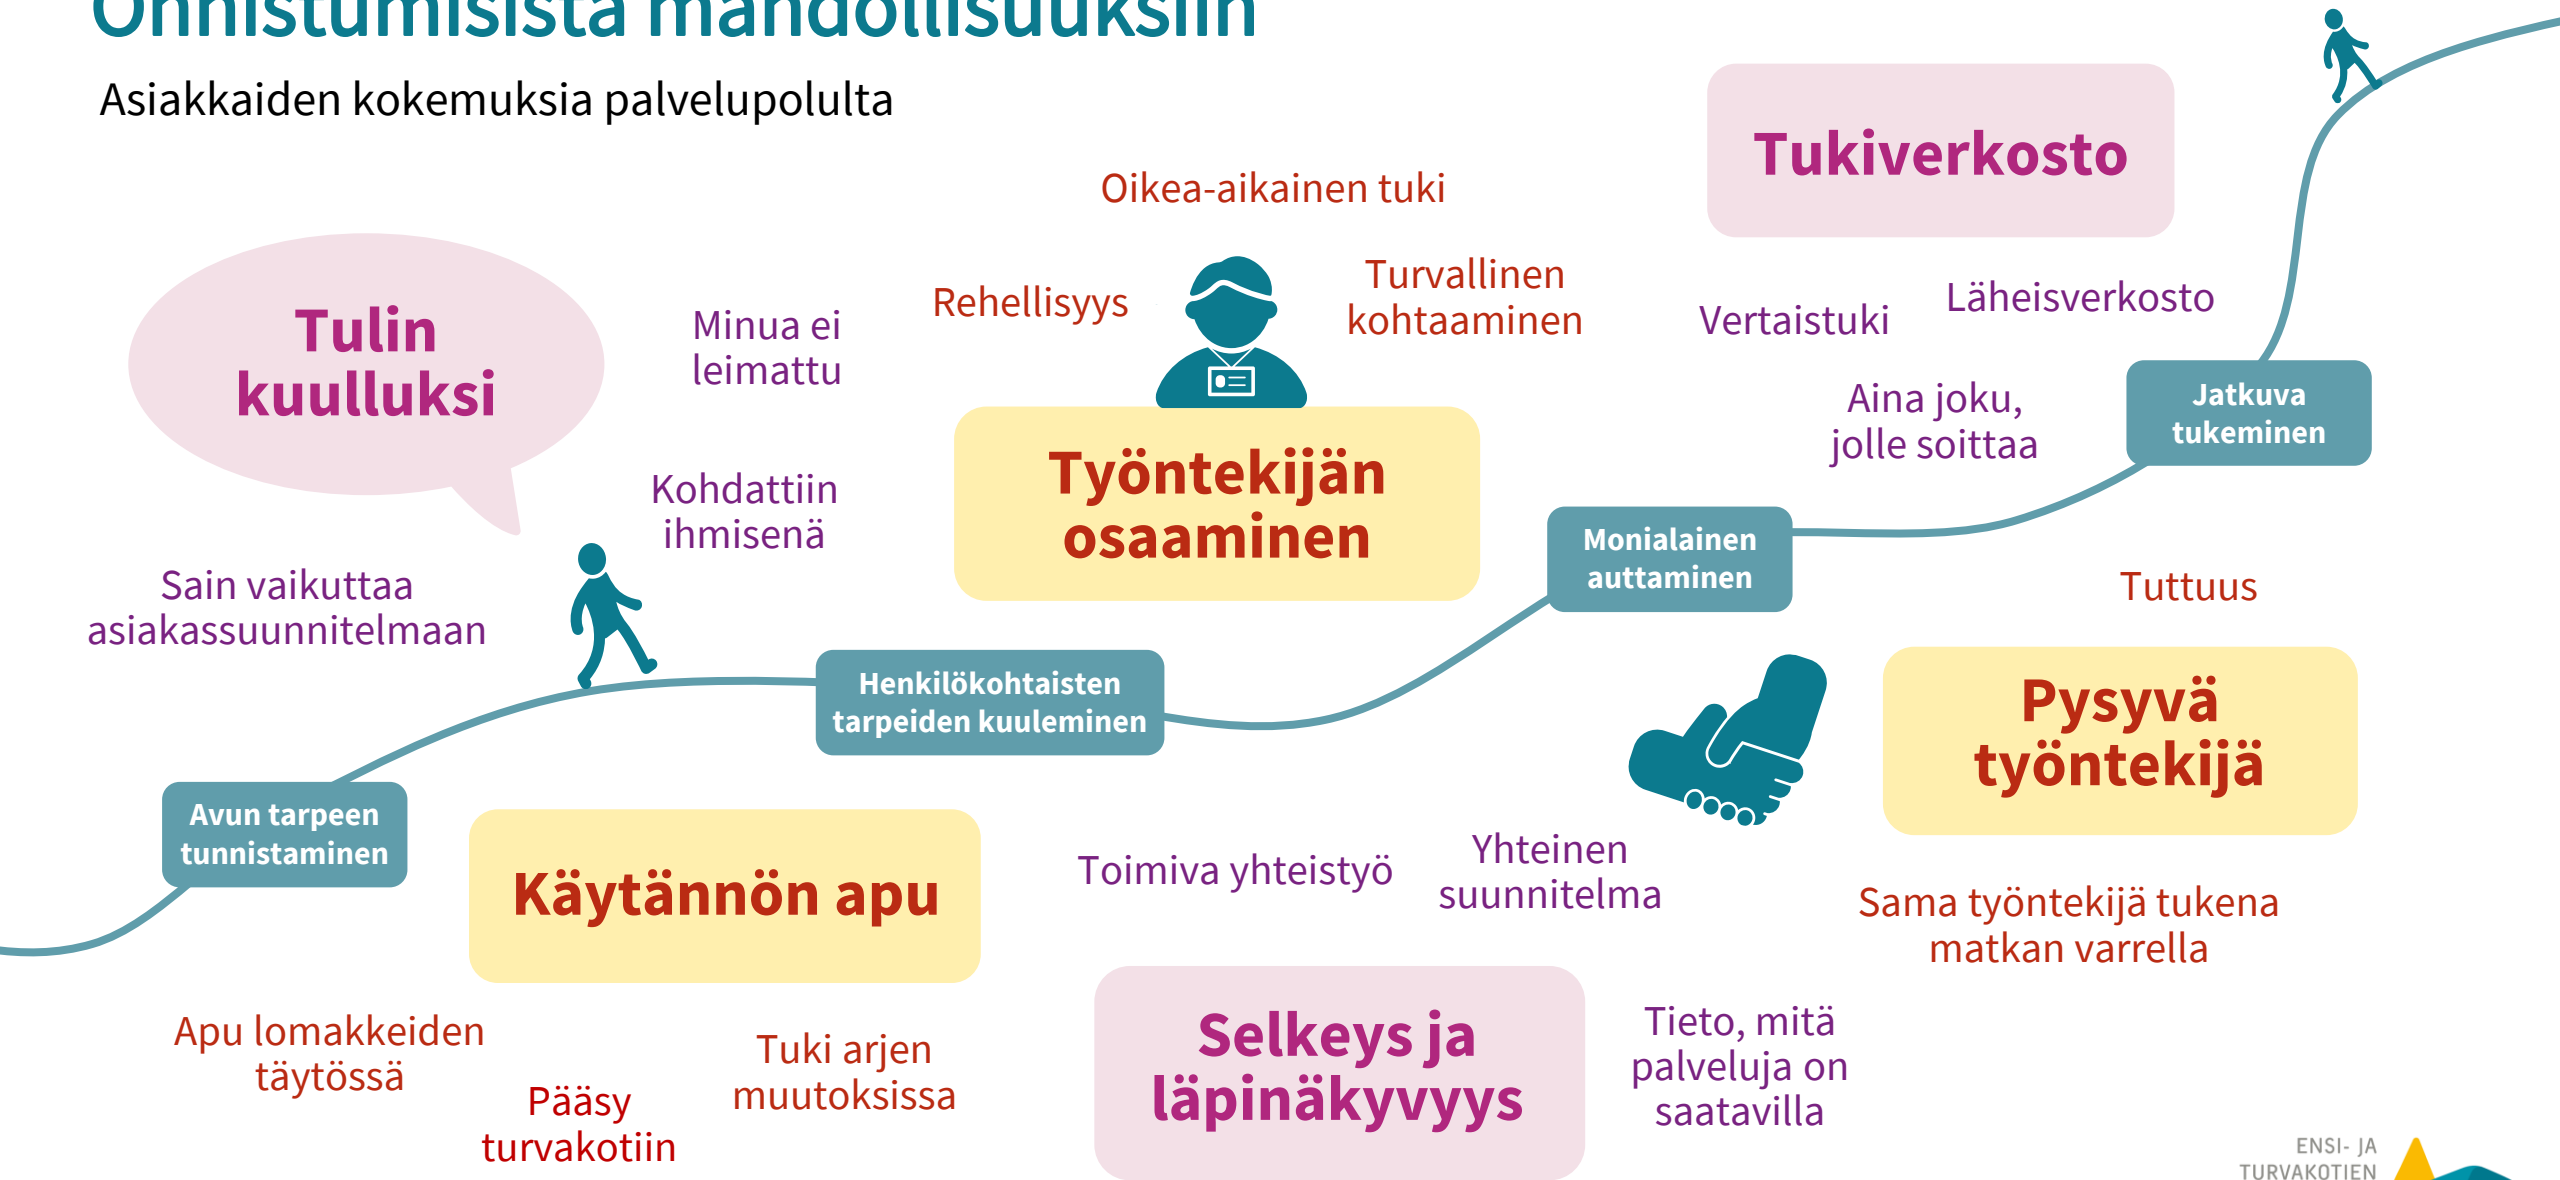 Onnistumisista mahdollisuuksiin
Asiakkaiden kokemuksia palvelupolulta
Tulin
kuulluksi
Minua ei
leimattu
Kohdattiin
ihmisenä
Sain vaikuttaa
asiakassuunnitelmaan
Oikea-aikainen tuki
Rehellisyys
Turvallinen
kohtaaminen
Työntekijän
osaaminen
Tukiverkosto
Vertaistuki
Läheisverkosto
Aina joku,
jolle soittaa
Jatkuva
tukeminen
Monialainen
auttaminen
Henkilökohtaisten
tarpeiden kuuleminen
Avun tarpeen
tunnistaminen
Käytännön apu
Apu lomakkeiden
täytössä
Pääsy
turvakotiin
Tuki arjen
muutoksissa
Toimiva yhteistyö
Yhteinen
suunnitelma
Selkeys ja
läpinäkyvyys
Tieto, mitä
palveluja on
saatavilla
Tuttuus
Pysyvä
työntekijä
Sama työntekijä tukena
matkan varrella
ENSI- JA
TURVAKOTIEN